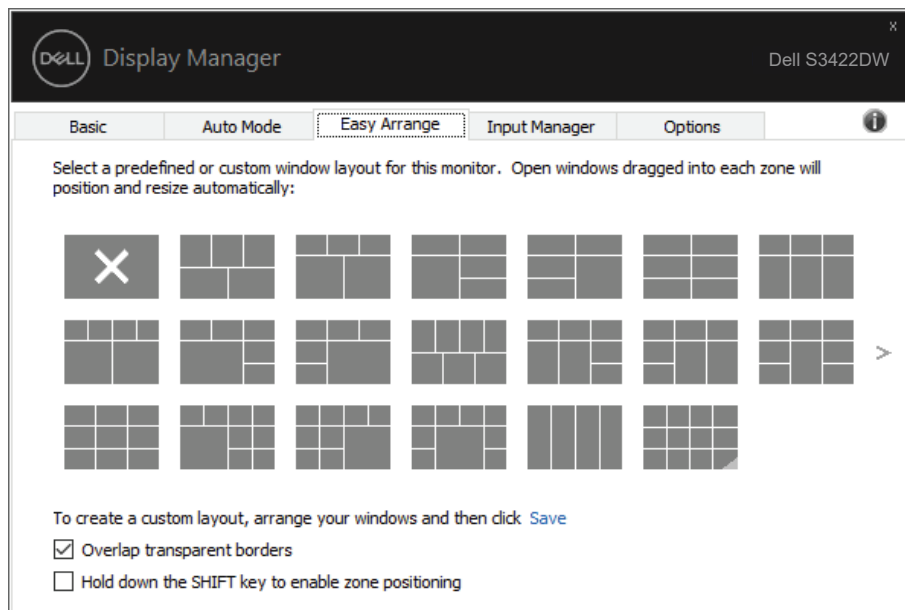 x
DELL Display Manager
Dell S3422DW
Basic Auto Mode Easy Arrange Input Manager Options i
Select a predefined or custom window layout for this monitor. Open windows dragged into each zone will
position and resize automatically:
>
To create a custom layout, arrange your windows and then click Save
Overlap transparent borders
Hold down the SHIFT key to enable zone positioning